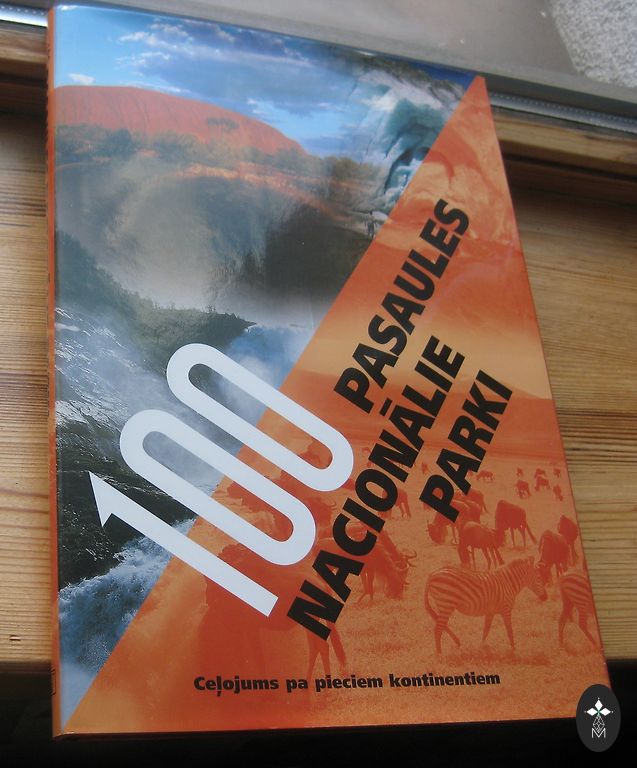 100
PASAULES
NACIONĀLIE
PARKI
Ceļojums pa pieciem kontinentiem
M